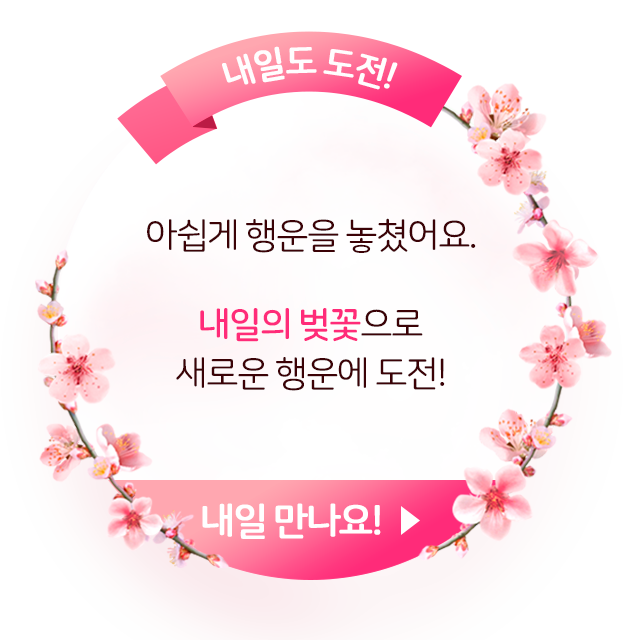 내일도 도전!
아쉽게 행운을 놓쳤어요.
내일의 벚꽃으로
새로운 행운에 도전!
내일 만나요! ▶